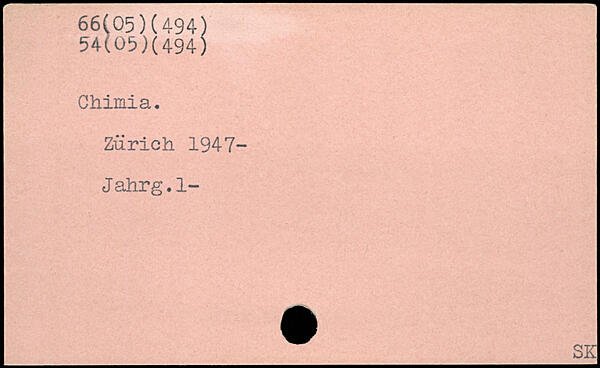 66(05)(494)
54(05)(494)
Chimia.
Zürich 1947-
Jahrg.1-
SK